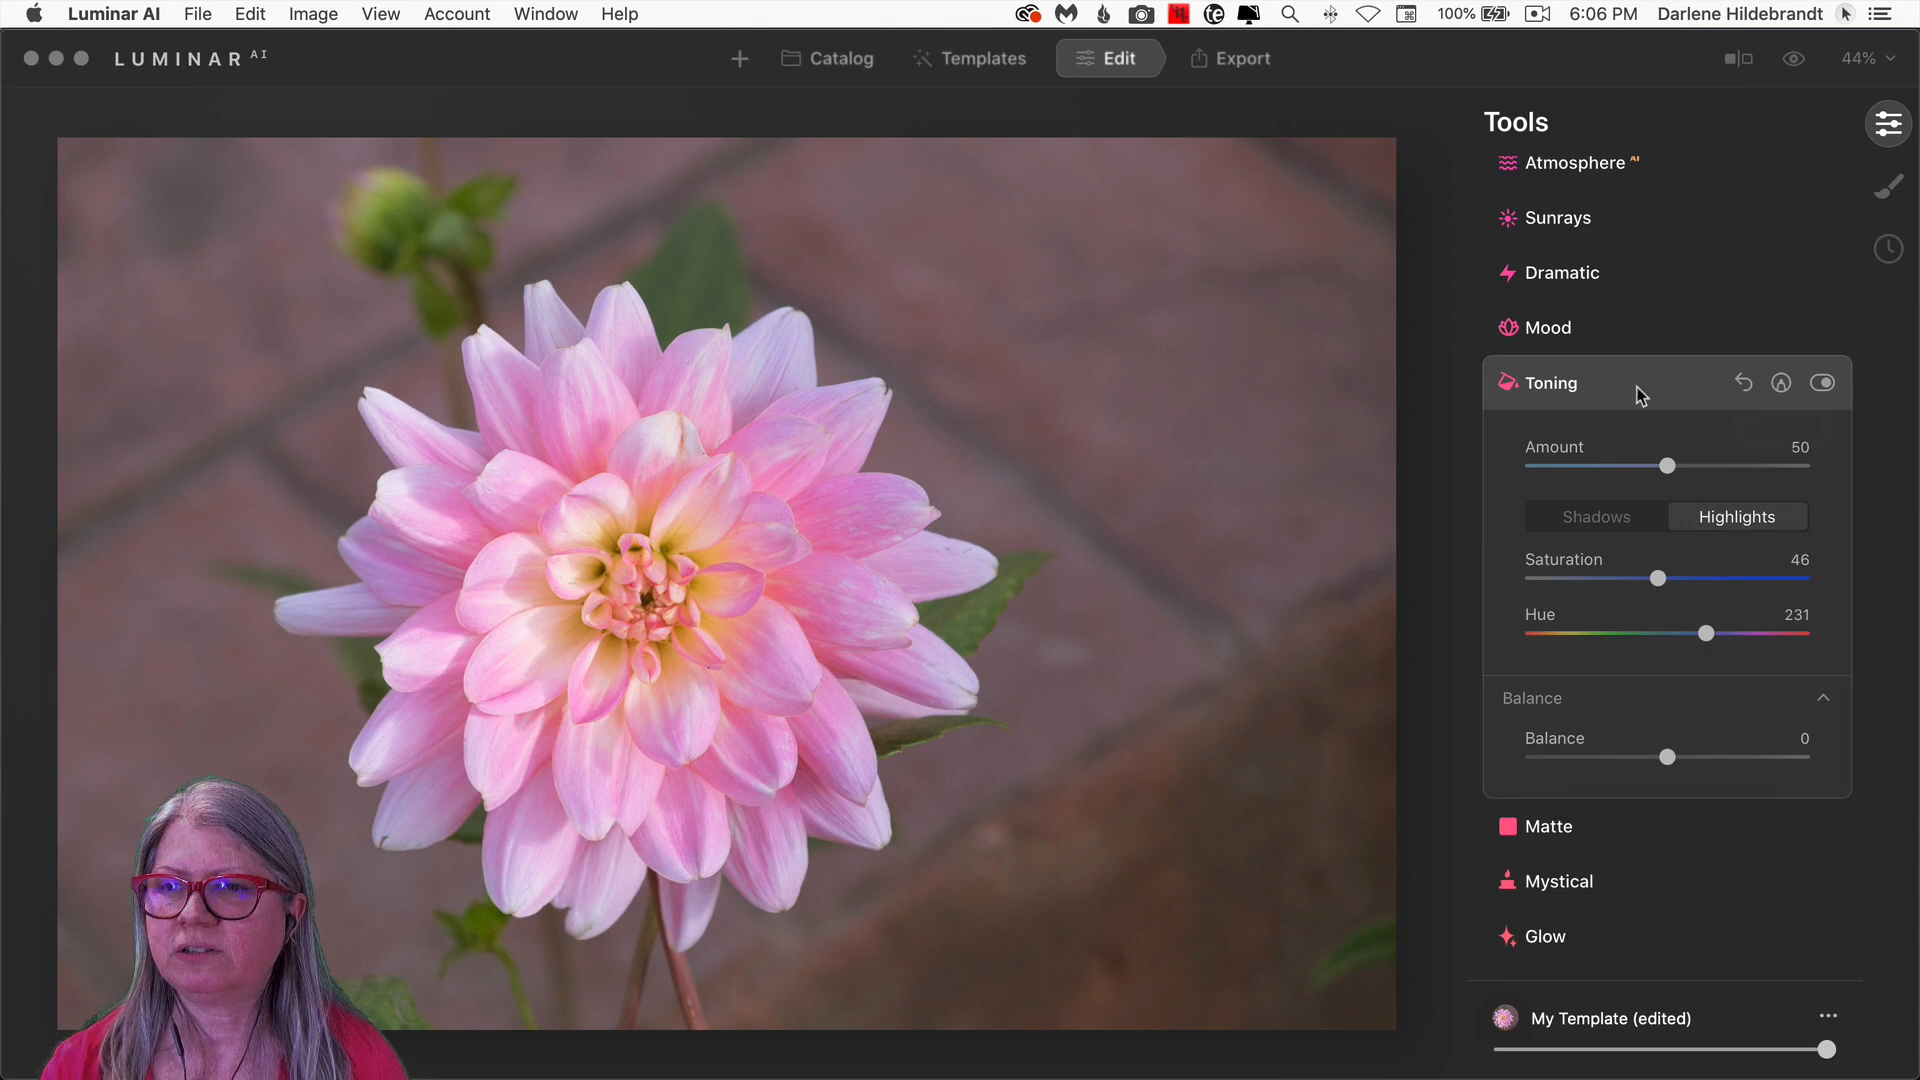 Luminar AI File Edit Image View Account Window Help 100% 6:06 PM Darlene Hildebrandt
LUMINAR AI + Catalog Templates Edit Export 44%
Tools
Atmosphere AI
Sunrays
Dramatic
Mood
Toning
Amount 50
Shadows Highlights
Saturation 46
Hue 231
Balance
Balance 0
Matte
Mystical
Glow
My Template (edited) ...